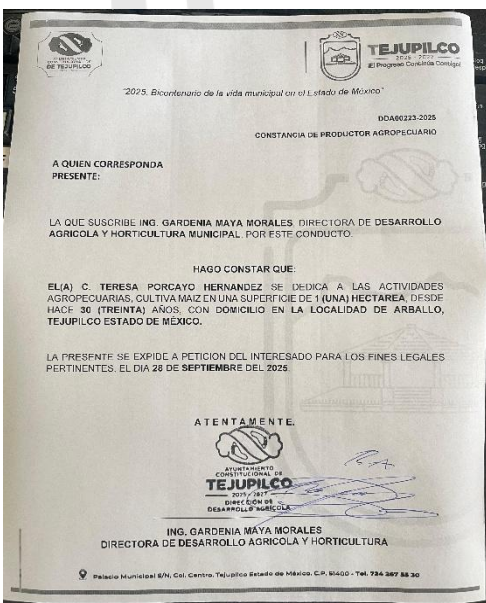 AYUNTAMIENTO
CONSTITUCIONAL
DE TEJUPILCO
TEJUPILCO
2025 - 2027
¡El Progreso Continúa Contigo!
"2025. Bicentenario de la vida municipal en el Estado de México"
DDA00223-2025
CONSTANCIA DE PRODUCTOR AGROPECUARIO
A QUIEN CORRESPONDA
PRESENTE:
LA QUE SUSCRIBE ING. GARDENIA MAYA MORALES, DIRECTORA DE DESARROLLO
AGRICOLA Y HORTICULTURA MUNICIPAL, POR ESTE CONDUCTO.
HAGO CONSTAR QUE:
EL(A) C. TERESA PORCAYO HERNANDEZ SE DEDICA A LAS ACTIVIDADES
AGROPECUARIAS, CULTIVA MAIZ EN UNA SUPERFICIE DE 1 (UNA) HECTAREA, DESDE
HACE 30 (TREINTA) AÑOS, CON DOMICILIO EN LA LOCALIDAD DE ARBALLO,
TEJUPILCO ESTADO DE MÉXICO.
LA PRESENTE SE EXPIDE A PETICION DEL INTERESADO PARA LOS FINES LEGALES
PERTINENTES. EL DIA 28 DE SEPTIEMBRE DEL 2025.
ATENTAMENTE.
AYUNTAMIENTO
CONSTITUCIONAL DE
TEJUPILCO
2025 - 2027
DIRECCIÓN DE
DESARROLLO AGRÍCOLA
ING. GARDENIA MAYA MORALES
DIRECTORA DE DESARROLLO AGRICOLA Y HORTICULTURA
Palacio Municipal S/N, Col. Centro. Tejupilco Estado de México. C.P. 51400 - Tel. 724 267 55 30